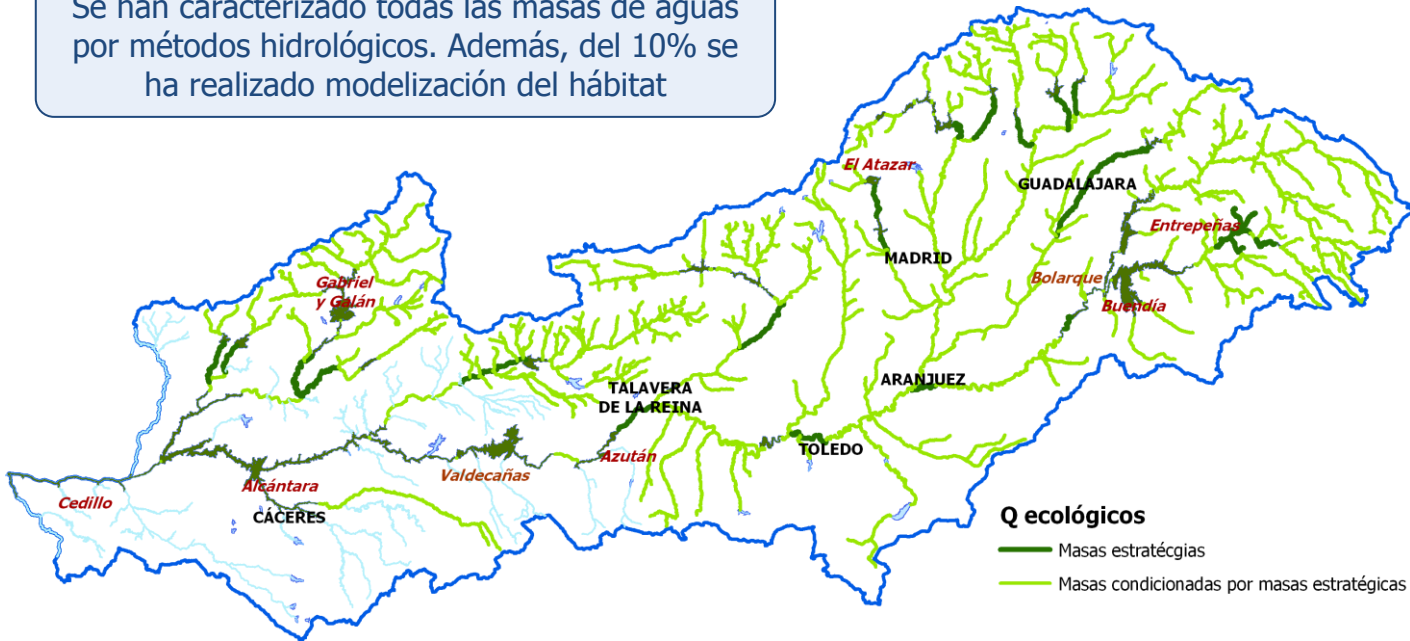 Se han caracterizado todas las masas de aguas
por métodos hidrológicos. Además, del 10% se
ha realizado modelización del hábitat
El Atazar
GUADALAJARA
Entrepeñas
MADRID
Bolarque
Gabriel
y Galán
Buendía
ARANJUEZ
TALAVERA
DE LA REINA
TOLEDO
Azután
Valdecañas
Alcántara
Cedillo
CÁCERES
Q ecológicos
Masas estratécgias
Masas condicionadas por masas estratégicas